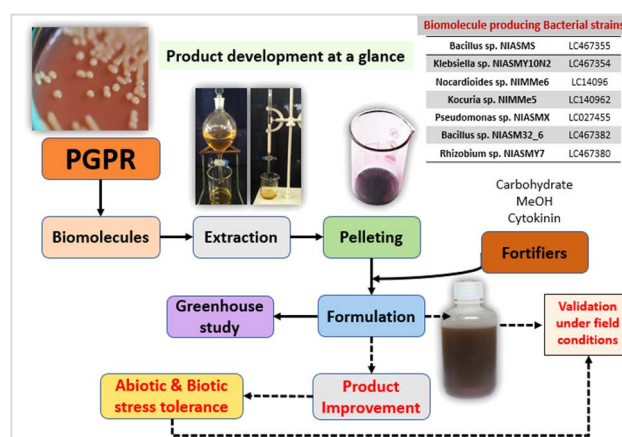 Product development at a glance
Biomolecule producing Bacterial strains
Bacillus sp. NIASMS LC467355
Klebsiella sp. NIASMY10N2 LC467354
Nocardioides sp. NIMMe6 LC14096
Kocuria sp. NIMMe5 LC140962
Pseudomonas sp. NIASMX LC027455
Bacillus sp. NIASM32_6 LC467382
Rhizobium sp. NIASMY7 LC467380
PGPR
Carbohydrate
MeOH
Cytokinin
Biomolecules
Extraction
Pelleting
Fortifiers
Greenhouse
study
Formulation
Validation
under field
conditions
Abiotic & Biotic
stress tolerance
Product
Improvement